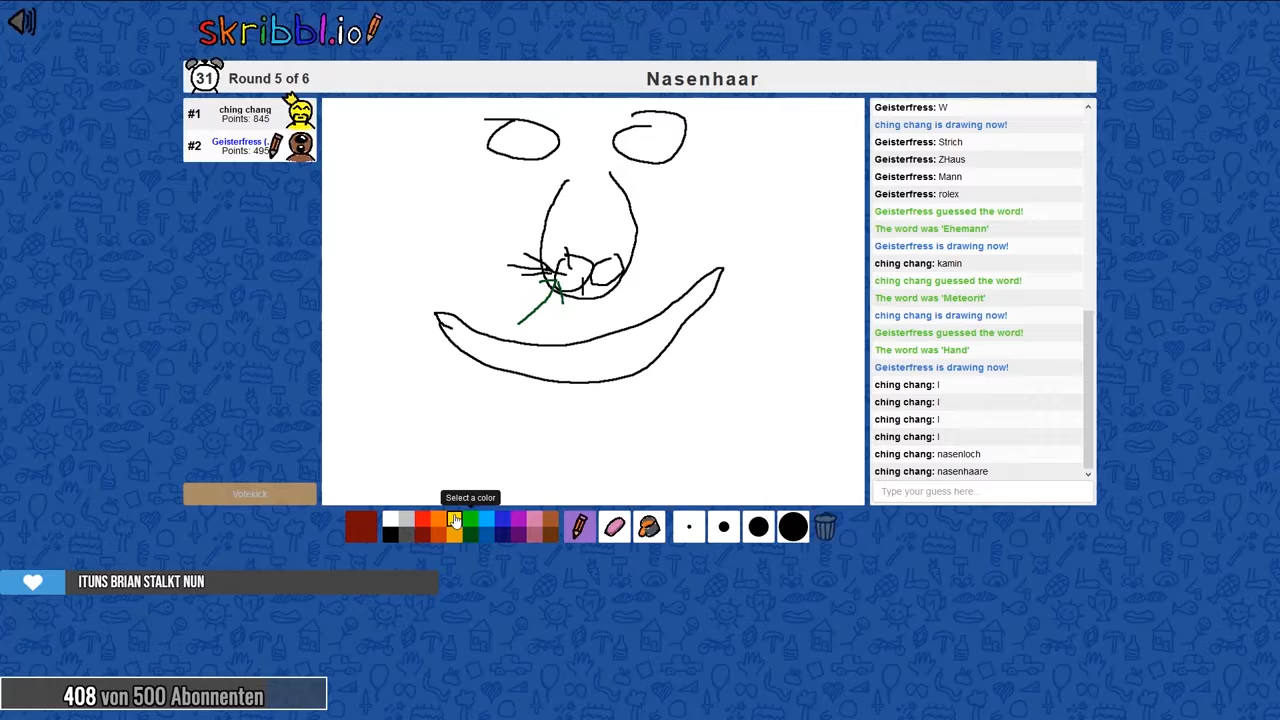 skribbl.io
31 Round 5 of 6
Nasenhaar
#1 ching chang
Points: 845
#2 Geisterfress (.
Points: 495
Geisterfress: W
ching chang is drawing now!
Geisterfress: Strich
Geisterfress: ZHaus
Geisterfress: Mann
Geisterfress: rolex
Geisterfress guessed the word!
The word was 'Ehemann'
Geisterfress is drawing now!
ching chang: kamin
ching chang guessed the word!
The word was 'Meteorit'
ching chang is drawing now!
Geisterfress guessed the word!
The word was 'Hand'
Geisterfress is drawing now!
ching chang: l
ching chang: l
ching chang: l
ching chang: l
ching chang: nasenloch
ching chang: nasenhaare
Type your guess here...
Votekick
Select a color
ITUNS BRIAN STALKT NUN
408 von 500 Abonnenten